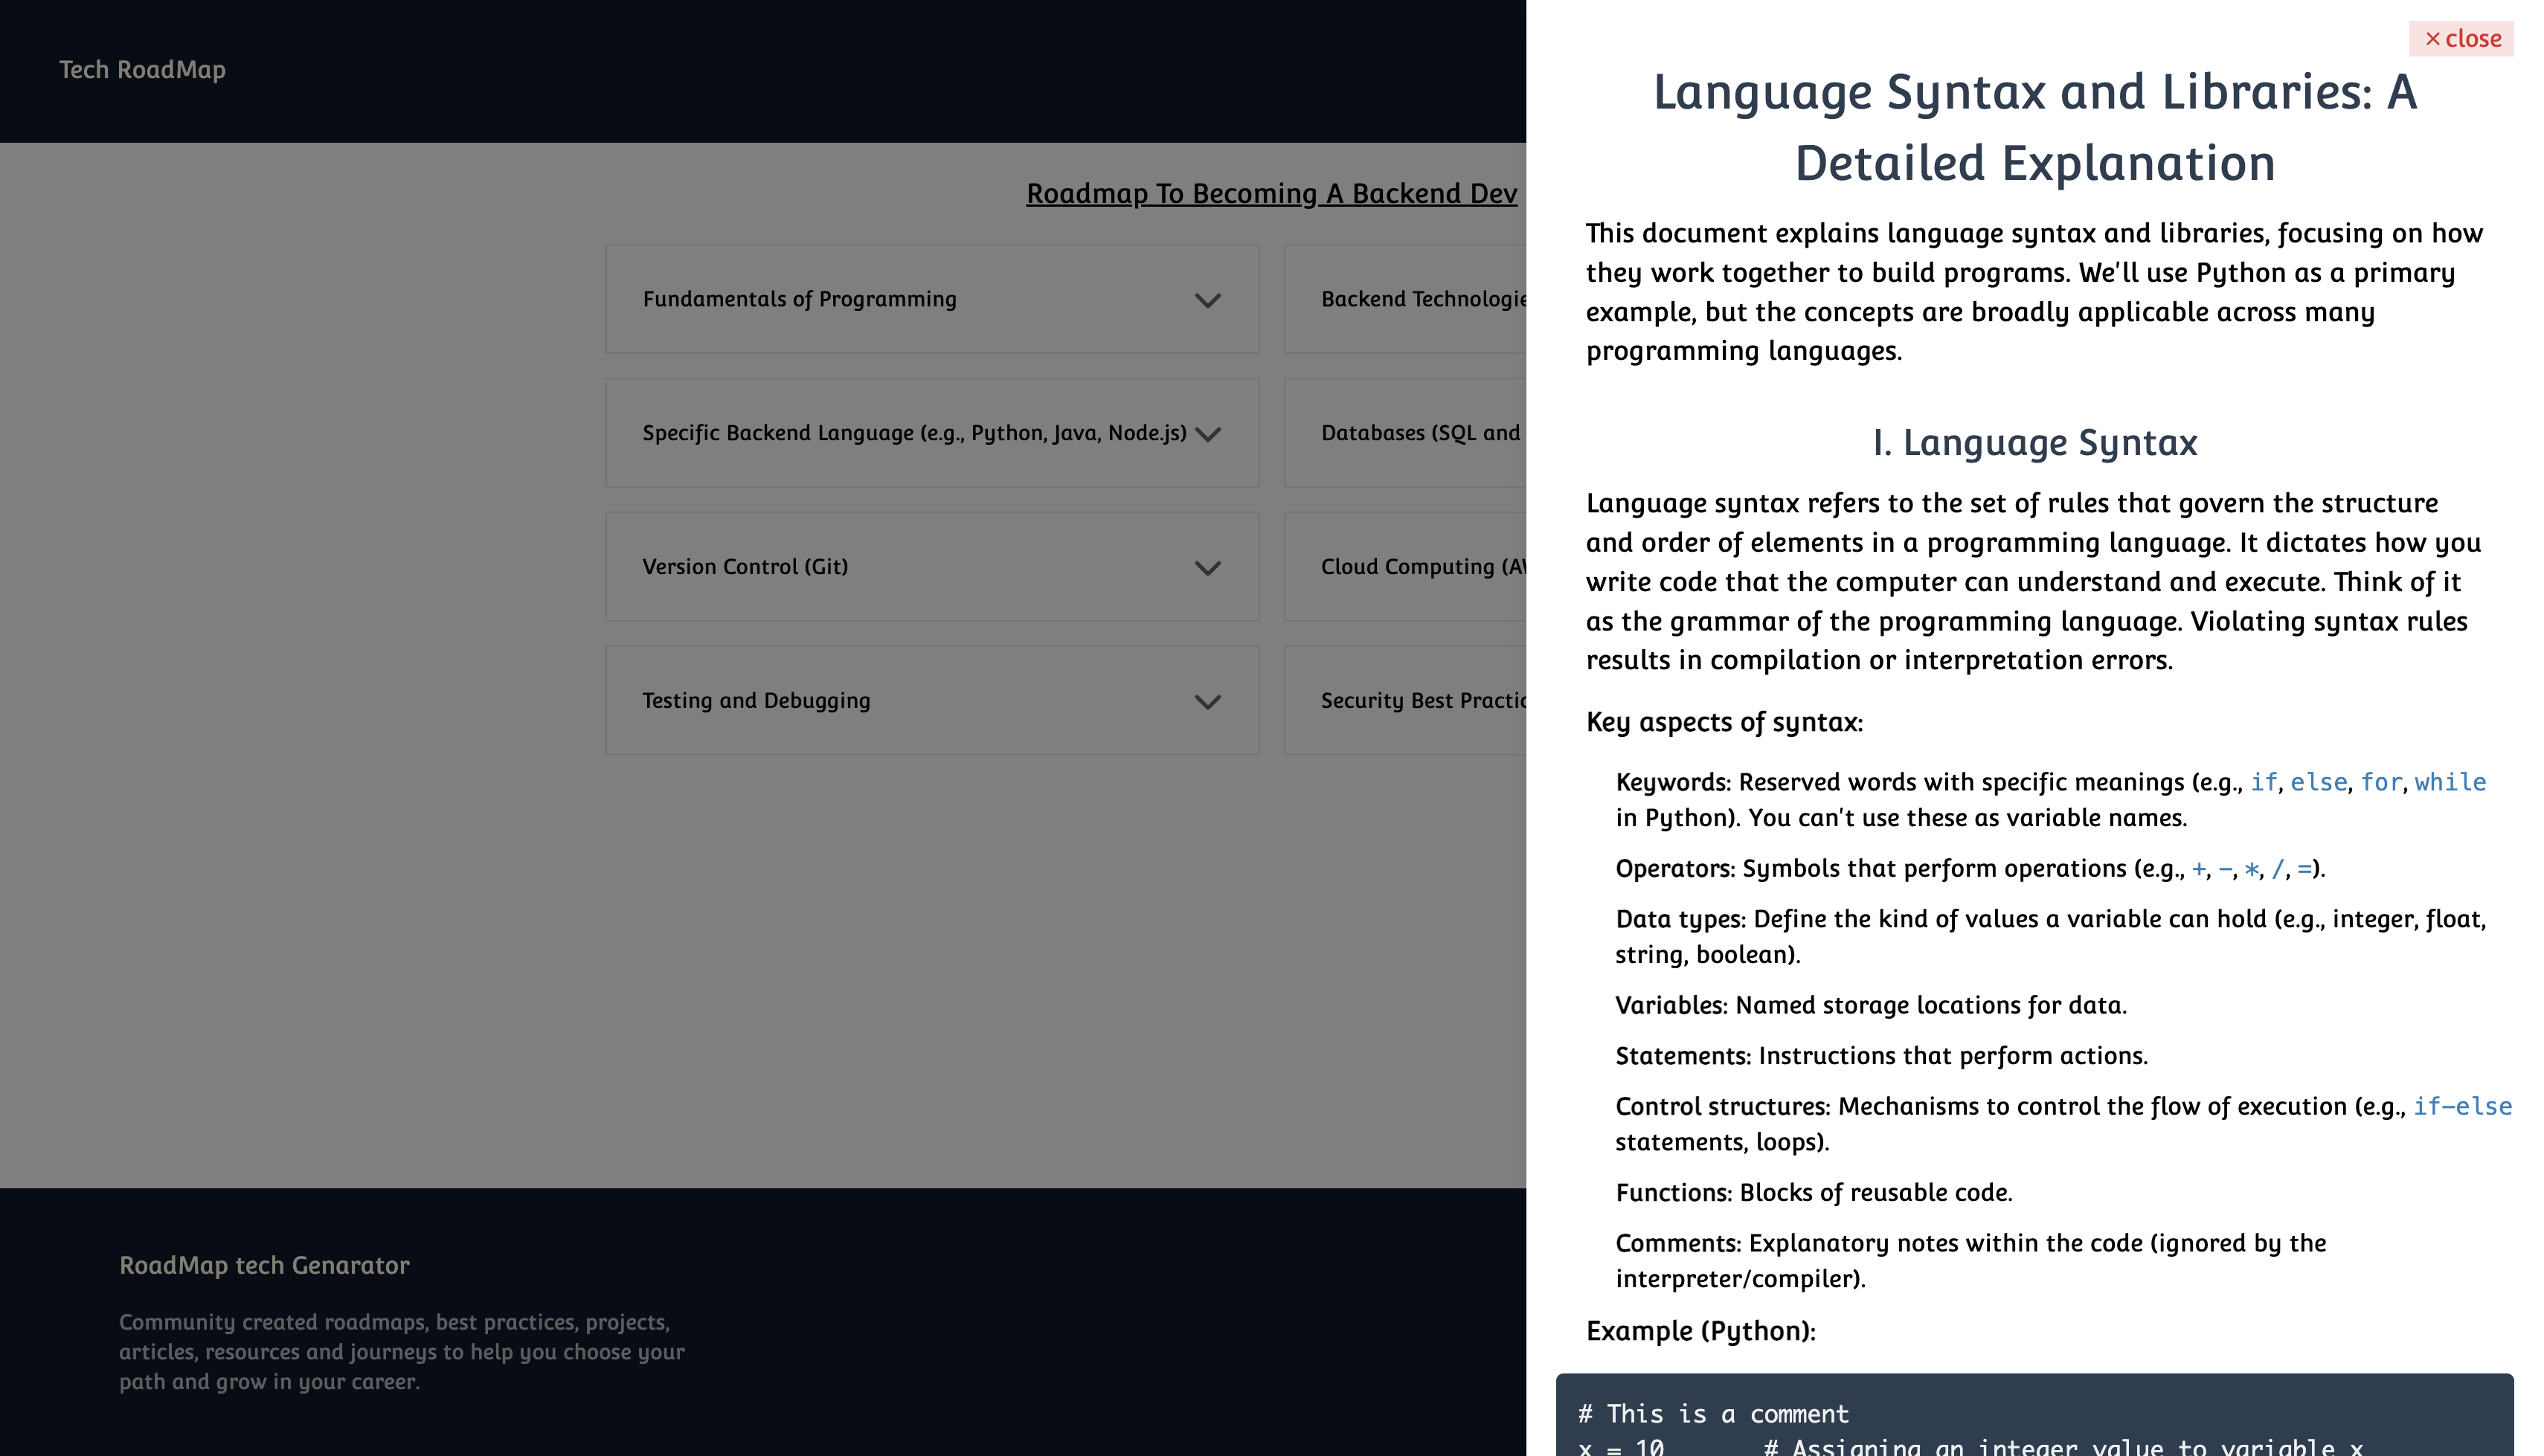 Tech RoadMap
Roadmap To Becoming A Backend Dev
Fundamentals of Programming
Backend Technologie
Specific Backend Language (e.g., Python, Java, Node.js)
Databases (SQL and
Version Control (Git)
Cloud Computing (AW
Testing and Debugging
Security Best Practic
RoadMap tech Genarator
Community created roadmaps, best practices, projects,
articles, resources and journeys to help you choose your
path and grow in your career.
× close
Language Syntax and Libraries: A
Detailed Explanation
This document explains language syntax and libraries, focusing on how
they work together to build programs. We'll use Python as a primary
example, but the concepts are broadly applicable across many
programming languages.
I. Language Syntax
Language syntax refers to the set of rules that govern the structure
and order of elements in a programming language. It dictates how you
write code that the computer can understand and execute. Think of it
as the grammar of the programming language. Violating syntax rules
results in compilation or interpretation errors.
Key aspects of syntax:
Keywords: Reserved words with specific meanings (e.g., if, else, for, while
in Python). You can't use these as variable names.
Operators: Symbols that perform operations (e.g., +, -, *, /, =).
Data types: Define the kind of values a variable can hold (e.g., integer, float,
string, boolean).
Variables: Named storage locations for data.
Statements: Instructions that perform actions.
Control structures: Mechanisms to control the flow of execution (e.g., if-else
statements, loops).
Functions: Blocks of reusable code.
Comments: Explanatory notes within the code (ignored by the
interpreter/compiler).
Example (Python):
# This is a comment
x = 10 # Assigning an integer value to variable x